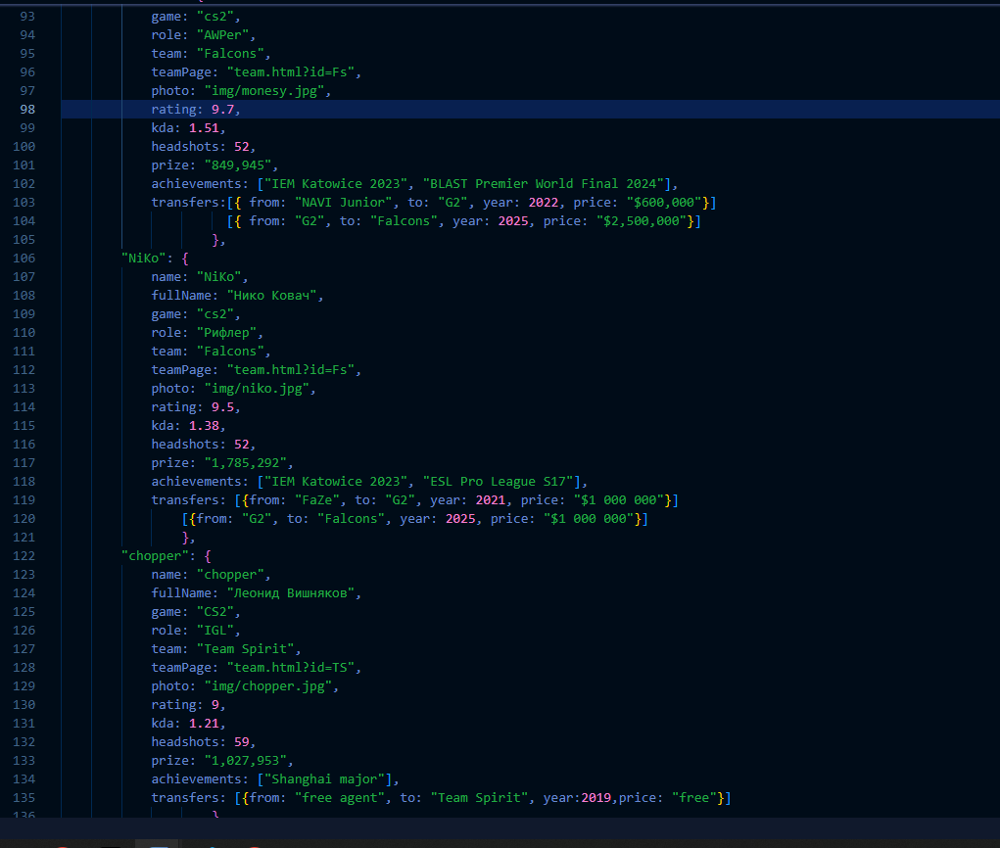 93 game: "cs2",
94 role: "AWPer",
95 team: "Falcons",
96 teamPage: "team.html?id=Fs",
97 photo: "img/monesy.jpg",
98 rating: 9.7,
99 kda: 1.51,
100 headshots: 52,
101 prize: "849,945",
102 achievements: ["IEM Katowice 2023", "BLAST Premier World Final 2024"],
103 transfers:[{ from: "NAVI Junior", to: "G2", year: 2022, price: "$600,000"}]
104 [{ from: "G2", to: "Falcons", year: 2025, price: "$2,500,000"}]
105 },
106 "NiKo": {
107 name: "NiKo",
108 fullName: "Нико Ковач",
109 game: "cs2",
110 role: "Рифлер",
111 team: "Falcons",
112 teamPage: "team.html?id=Fs",
113 photo: "img/niko.jpg",
114 rating: 9.5,
115 kda: 1.38,
116 headshots: 52,
117 prize: "1,785,292",
118 achievements: ["IEM Katowice 2023", "ESL Pro League S17"],
119 transfers: [{from: "FaZe", to: "G2", year: 2021, price: "$1 000 000"}]
120 [{from: "G2", to: "Falcons", year: 2025, price: "$1 000 000"}]
121 },
122 "chopper": {
123 name: "chopper",
124 fullName: "Леонид Вишняков",
125 game: "CS2",
126 role: "IGL",
127 team: "Team Spirit",
128 teamPage: "team.html?id=TS",
129 photo: "img/chopper.jpg",
130 rating: 9,
131 kda: 1.21,
132 headshots: 59,
133 prize: "1,027,953",
134 achievements: ["Shanghai major"],
135 transfers: [{from: "free agent", to: "Team Spirit", year:2019,price: "free"}]
136 }